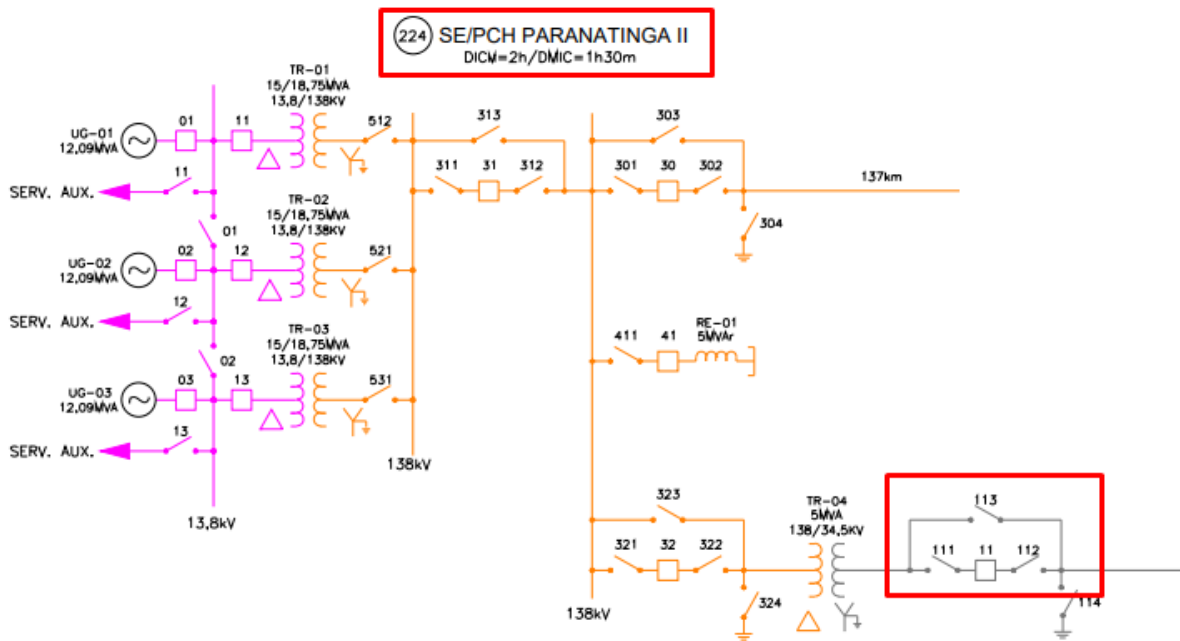 224 SE/PCH PARANATINGA II
DICM=2h/DMIC=1h30m
TR-01
15/18,75MVA
13,8/138KV
UG-01
12,09MVA
01
11
512
313
311
31
312
303
301
30
302
137km
304
11
SERV. AUX.
01
TR-02
15/18,75MVA
13,8/138KV
UG-02
12,09MVA
02
12
521
12
SERV. AUX.
02
TR-03
15/18,75MVA
13,8/138KV
UG-03
12,09MVA
03
13
531
13
SERV. AUX.
13,8kV
138kV
411
41
RE-01
5MVAr
323
321
32
322
324
138kV
TR-04
5MVA
138/34,5KV
113
111
11
112
114